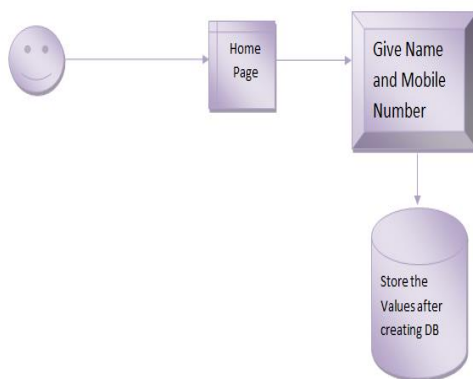 Home
Page
Give Name
and Mobile
Number
Store the
Values after
creating DB